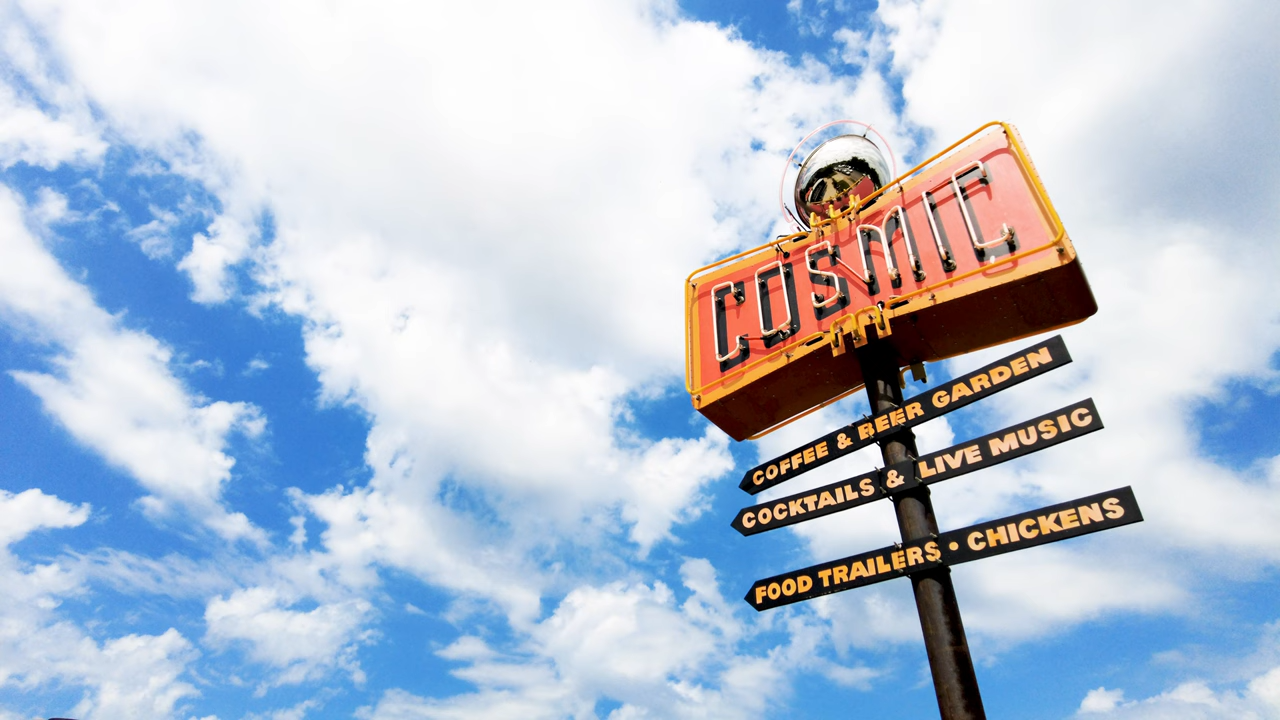 COSMIC
COFFEE & BEER GARDEN
COCKTAILS & LIVE MUSIC
FOOD TRAILERS • CHICKENS